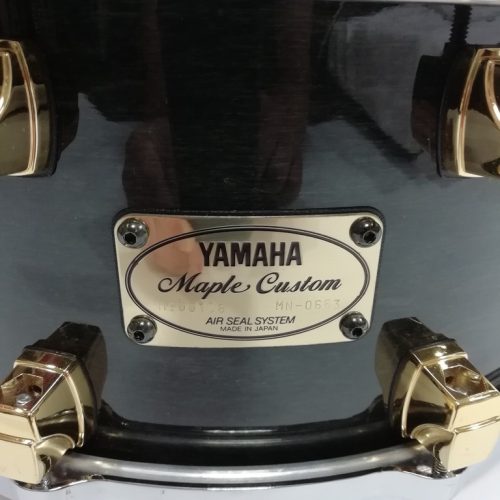 YAMAHA
Maple Custom
AIR SEAL SYSTEM
MADE IN JAPAN